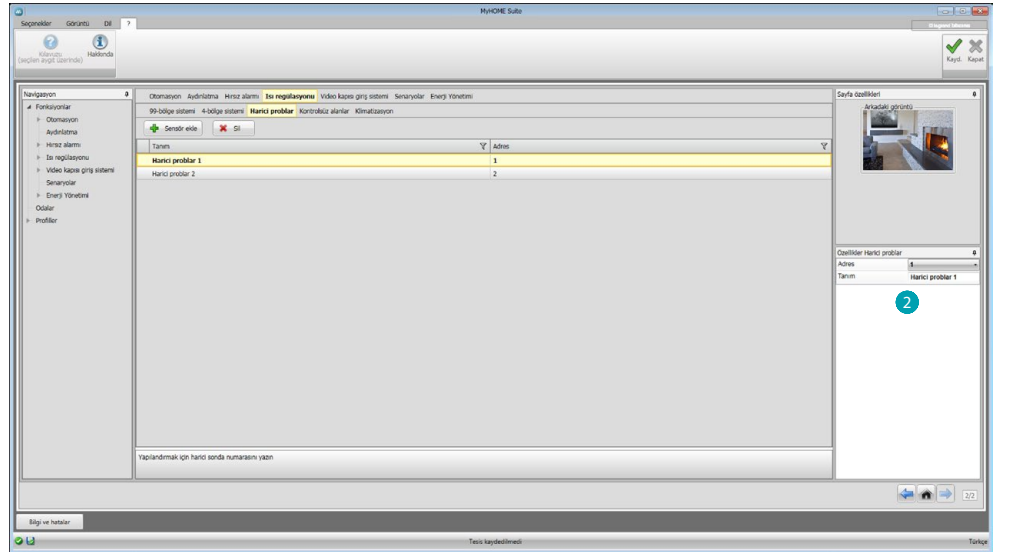 MyHOME Suite
Seçenekler Görüntü Dil ?
Kılavuzu Hakkında
(seçilen aygıt üzerinde)
Kayd. Kapat
Navigasyon
Fonksiyonlar
Otomasyon
Aydınlatma
Hırsız alarmı
Isı regülasyonu
Video kapısı giriş sistemi
Senaryolar
Enerji Yönetimi
Odalar
Profiller
Otomasyon Aydınlatma Hırsız alarmı Isı regülasyonu Video kapısı giriş sistemi Senaryolar Enerji Yönetimi
99-bölge sistemi 4-bölge sistemi Harici problar Kontrolsüz alanlar Klimatizasyon
Sensör ekle Sil
Tanım Adres
Harici problar 1 1
Harici problar 2 2
Yapılandırmak için harici sonda numarasını yazın
Sayfa özellikleri
Arkadaki görüntü
Özellikler Harici problar
Adres 1
Tanım Harici problar 1
2
2/2
Bilgi ve hatalar
Tesis kaydedilmedi Türkçe